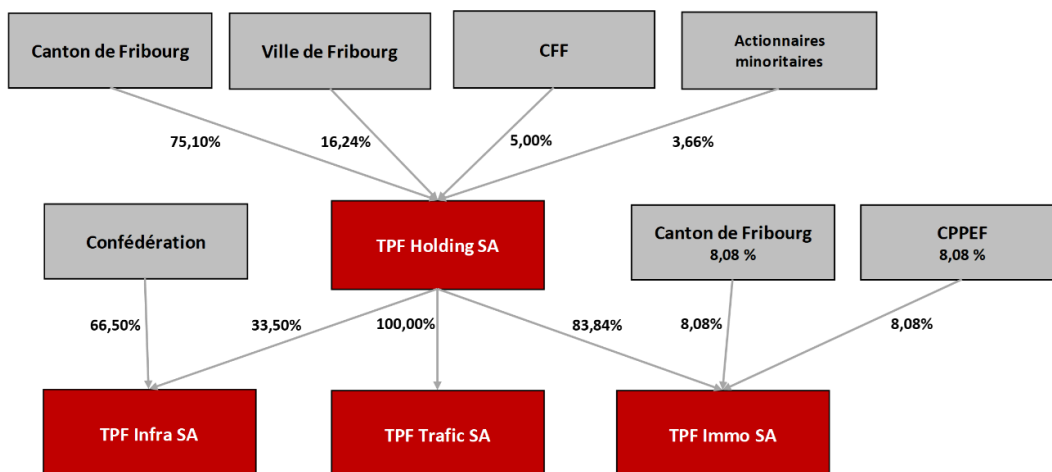 Canton de Fribourg
Ville de Fribourg
CFF
Actionnaires
minoritaires
75,10%
16,24%
5,00%
3,66%
Confédération
TPF Holding SA
Canton de Fribourg
8,08 %
CPPEF
8,08 %
66,50%
33,50%
100,00%
83,84%
8,08%
8,08%
TPF Infra SA
TPF Trafic SA
TPF Immo SA